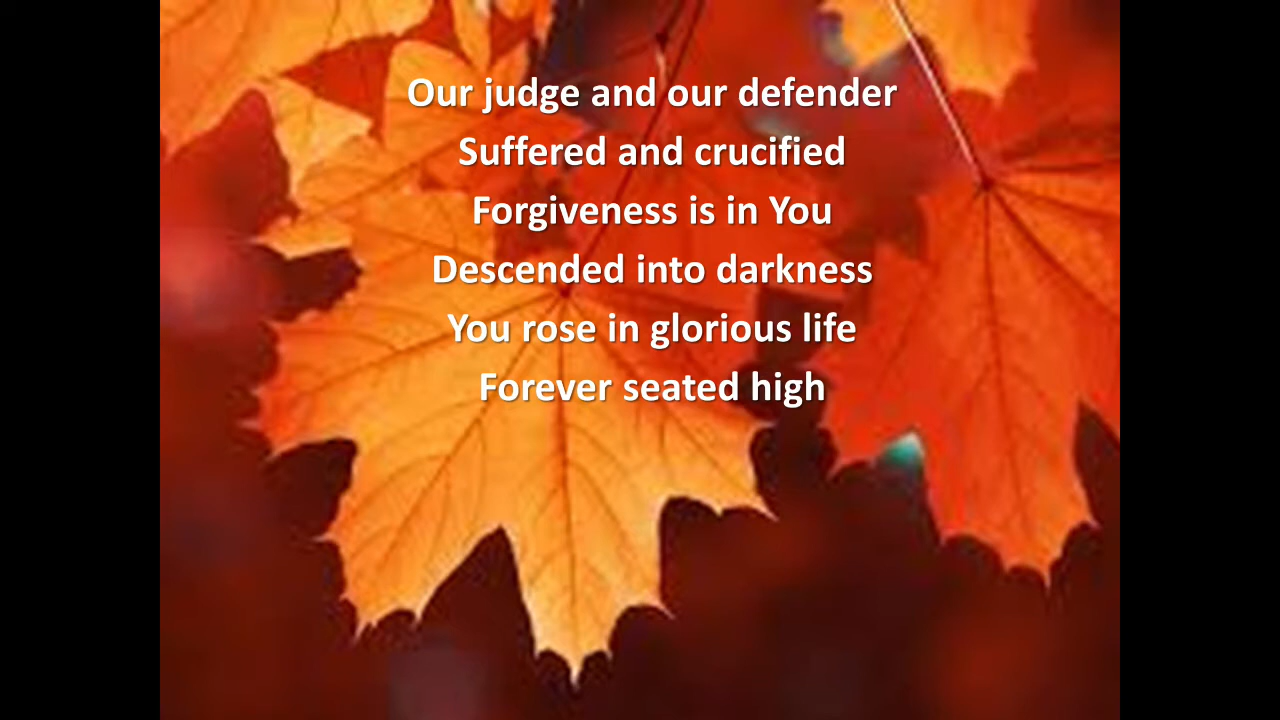 Our judge and our defender
Suffered and crucified
Forgiveness is in You
Descended into darkness
You rose in glorious life
Forever seated high